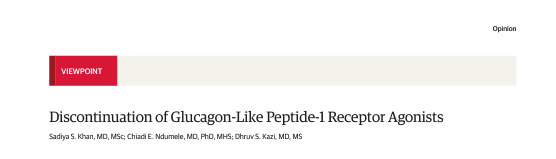 Opinion
VIEWPOINT
Discontinuation of Glucagon-Like Peptide-1 Receptor Agonists
Sadiya S. Khan, MD, MSc; Chiadi E. Ndumele, MD, PhD, MHS; Dhruv S. Kazi, MD, MS